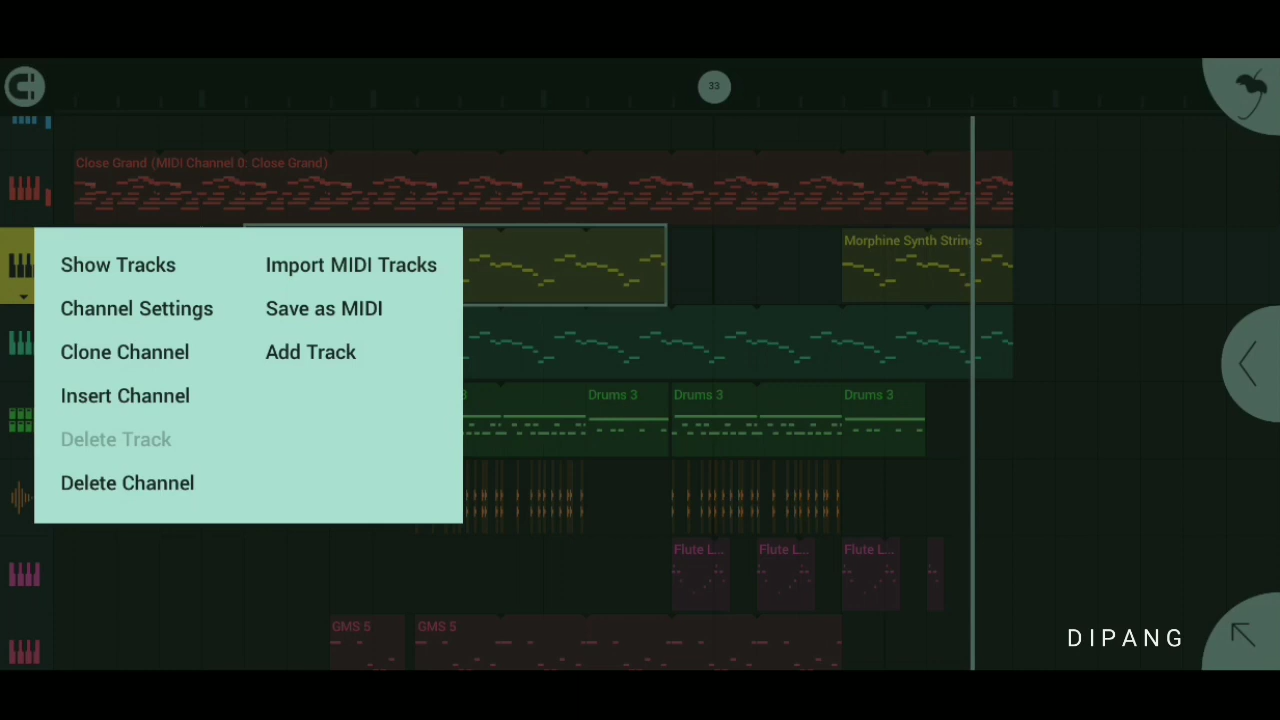 33
Close Grand (MIDI Channel 0: Close Grand)
Morphine Synth Strings
Show Tracks
Import MIDI Tracks
Channel Settings
Save as MIDI
Clone Channel
Add Track
Insert Channel
Delete Track
Delete Channel
3
Drums 3
Drums 3
Drums 3
Flute L...
Flute L...
Flute L...
GMS 5
GMS 5
DIPANG